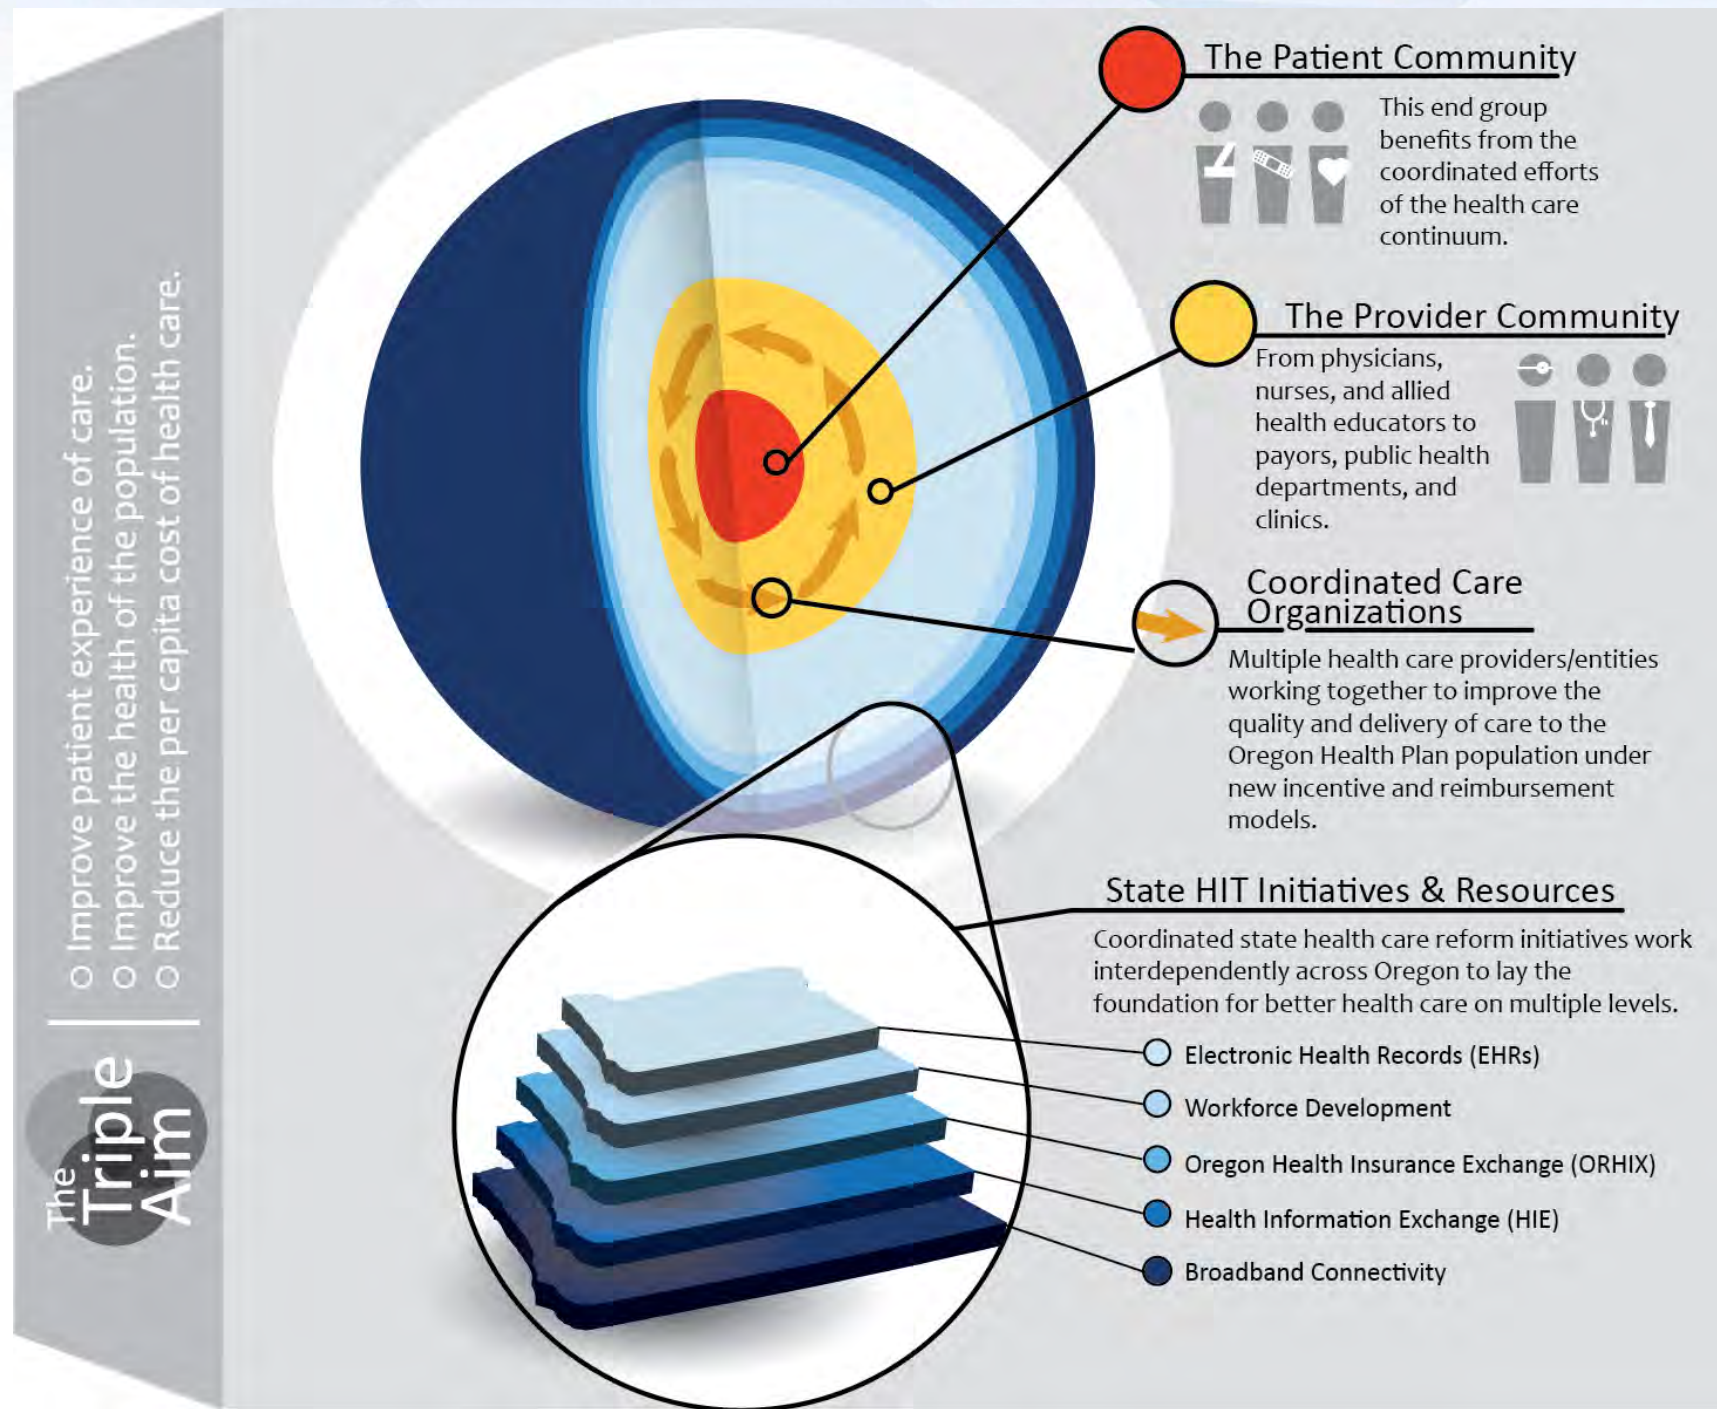 The Triple Aim
Improve patient experience of care.
Improve the health of the population.
Reduce the per capita cost of health care.
The Patient Community
This end group
benefits from the
coordinated efforts
of the health care
continuum.
The Provider Community
From physicians,
nurses, and allied
health educators to
payors, public health
departments, and
clinics.
Coordinated Care
Organizations
Multiple health care providers/entities
working together to improve the
quality and delivery of care to the
Oregon Health Plan population under
new incentive and reimbursement
models.
State HIT Initiatives & Resources
Coordinated state health care reform initiatives work
interdependently across Oregon to lay the
foundation for better health care on multiple levels.
Electronic Health Records (EHRs)
Workforce Development
Oregon Health Insurance Exchange (ORHIX)
Health Information Exchange (HIE)
Broadband Connectivity